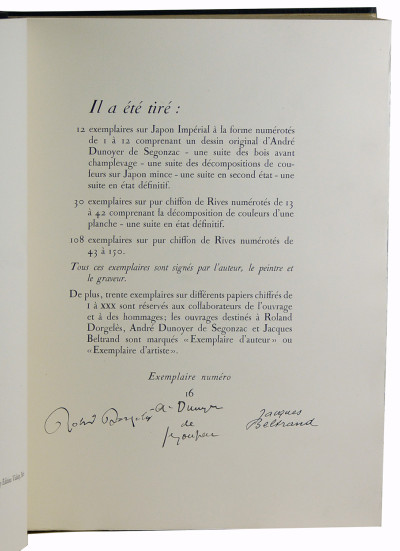 Il a été tiré :
12 exemplaires sur Japon Impérial à la forme numérotés
de 1 à 12 comprenant un dessin original d'André
Dunoyer de Segonzac - une suite des bois avant
champlevage - une suite des décompositions de cou-
leurs sur Japon mince - une suite en second état - une
suite en état définitif.
30 exemplaires sur pur chiffon de Rives numérotés de 13
à 42 comprenant la décomposition de couleurs d'une
planche - une suite en état définitif.
108 exemplaires sur pur chiffon de Rives numérotés de
43 à 150.
Tous ces exemplaires sont signés par l'auteur, le peintre et
le graveur.
De plus, trente exemplaires sur différents papiers chiffrés de
I à XXX sont réservés aux collaborateurs de l'ouvrage
et à des hommages; les ouvrages destinés à Roland
Dorgelès, André Dunoyer de Segonzac et Jacques
Beltrand sont marqués «Exemplaire d'auteur» ou
«Exemplaire d'artiste».
Exemplaire numéro
16
Roland Dorgelès
A. Dunoyer
de
Segonzac
Jacques
Beltrand